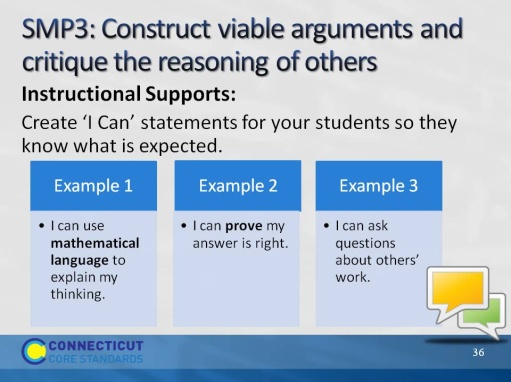 SMP3: Construct viable arguments and
critique the reasoning of others
Instructional Supports:
Create ‘I Can’ statements for your students so they
know what is expected.
Example 1
• I can use
mathematical
language to
explain my
thinking.
Example 2
• I can prove my
answer is right.
Example 3
• I can ask
questions
about others’
work.
CONNECTICUT
CORE STANDARDS
36